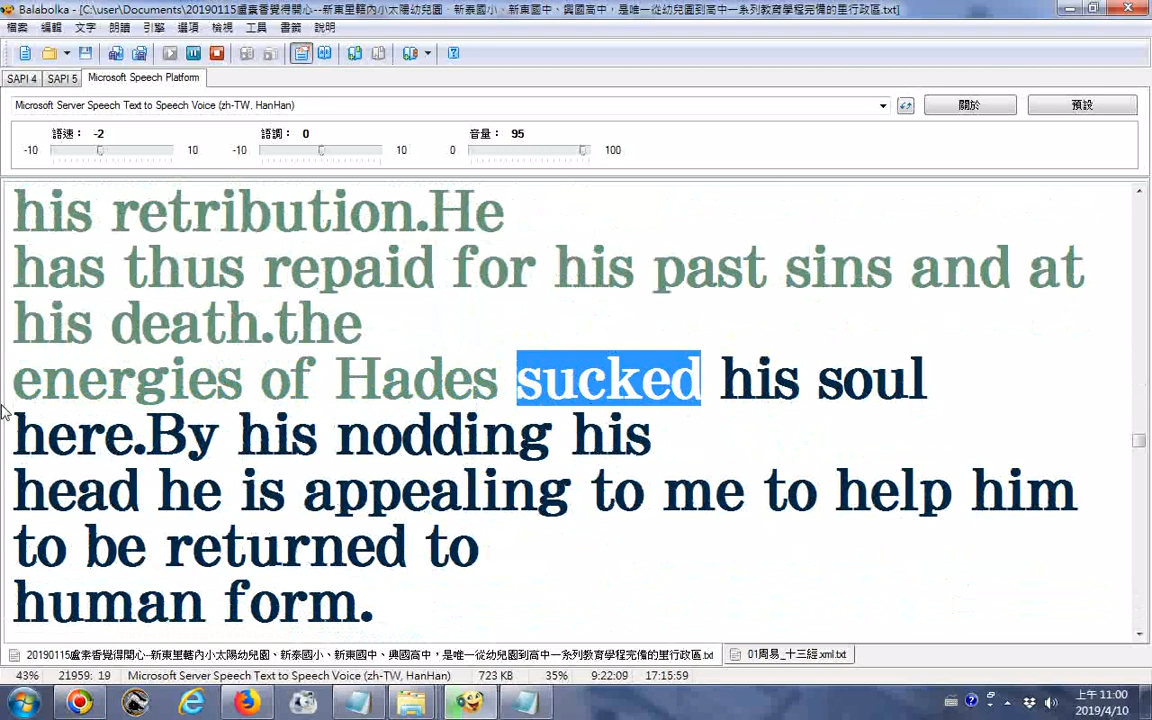 Balabolka - [C:\user\Documents\20190115盧素香覺得開心--新東里轄內小太陽幼兒園﹑新泰國小、新東國中、興國高中，是唯一從幼兒園到高中一系列教育學程完備的里行政區.txt]
檔案 編輯 文字 朗讀 引擎 選項 檢視 工具 書籤 說明
SAPI 4 SAPI 5 Microsoft Speech Platform
Microsoft Server Speech Text to Speech Voice (zh-TW, HanHan) 關於 預設
語速： -2 語調： 0 音量： 95
-10 10 -10 10 0 100
his retribution.He
has thus repaid for his past sins and at
his death.the
energies of Hades sucked his soul
here.By his nodding his
head he is appealing to me to help him
to be returned to
human form.
20190115盧素香覺得開心--新東里轄內小太陽幼兒園、新泰國小、新東國中、興國高中，是唯一從幼兒園到高中一系列教育學程完備的里行政區.txt 01周易_十三經.xml.txt
43% 21959: 19 Microsoft Server Speech Text to Speech Voice (zh-TW, HanHan) 723 KB 35% 9:22:09 17:15:59
上午 11:00
2019/4/10